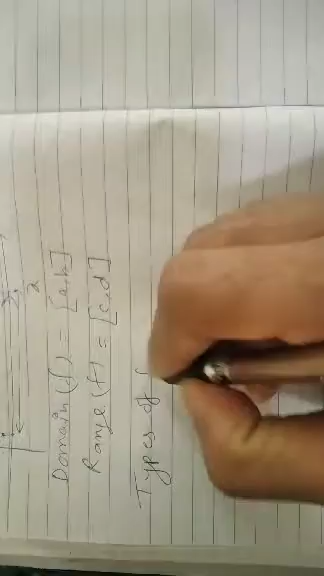 Domain (f) = [a,b]
Range (f) = [c,d]
Types of